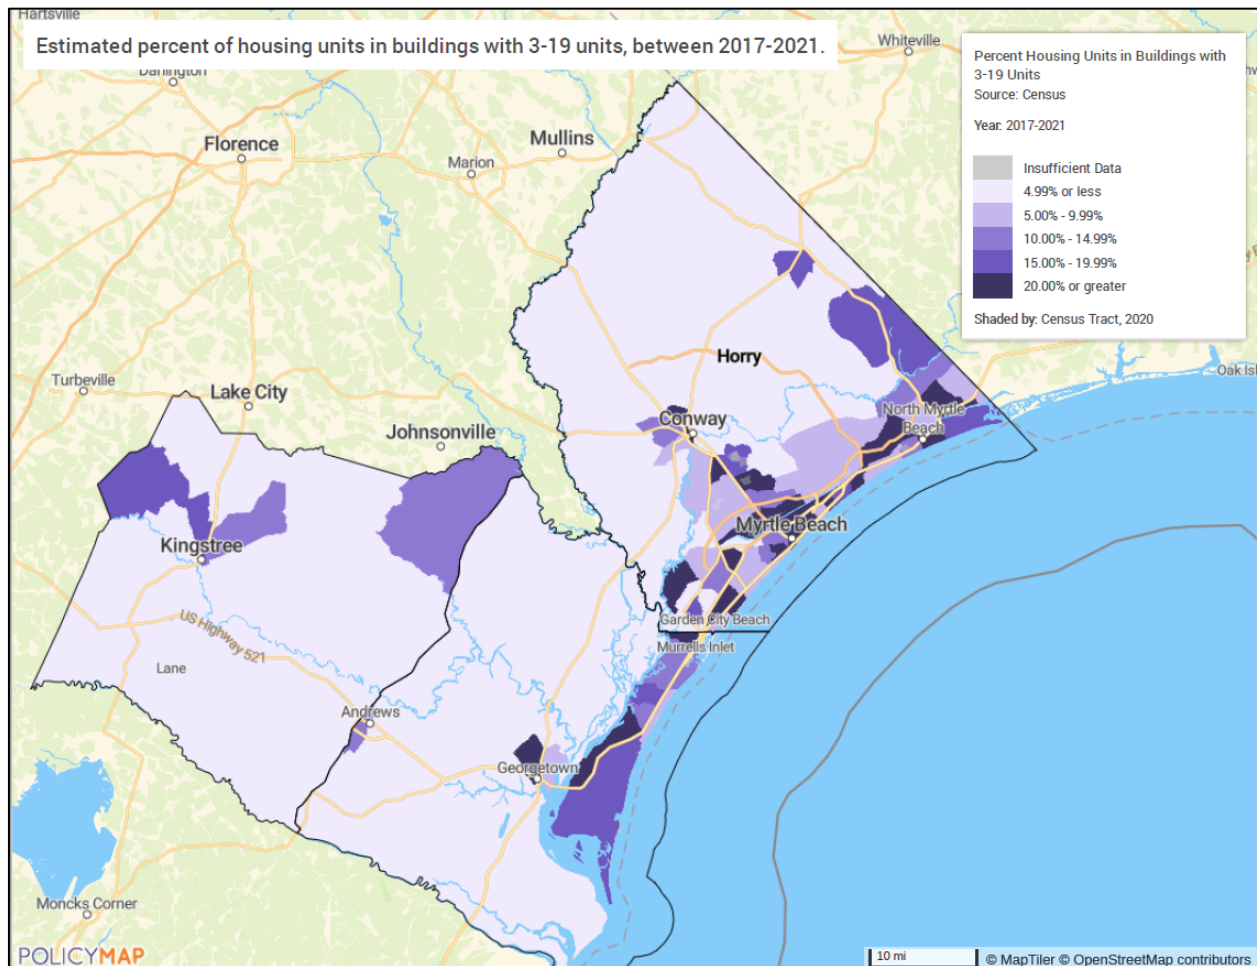 Hartsville
Estimated percent of housing units in buildings with 3-19 units, between 2017-2021.
Whiteville
Darlington
Percent Housing Units in Buildings with
3-19 Units
Source: Census
Year: 2017-2021
Insufficient Data
4.99% or less
5.00% - 9.99%
10.00% - 14.99%
15.00% - 19.99%
20.00% or greater
Shaded by: Census Tract, 2020
Florence
Mullins
Marion
Horry
Oak Isl
Turbeville
Lake City
Conway
North Myrtle
Beach
Johnsonville
Myrtle Beach
Kingstree
Garden City Beach
US Highway 521
Murrells Inlet
Lane
Andrews
Georgetown
Moncks Corner
POLICYMAP
10 mi
© MapTiler © OpenStreetMap contributors